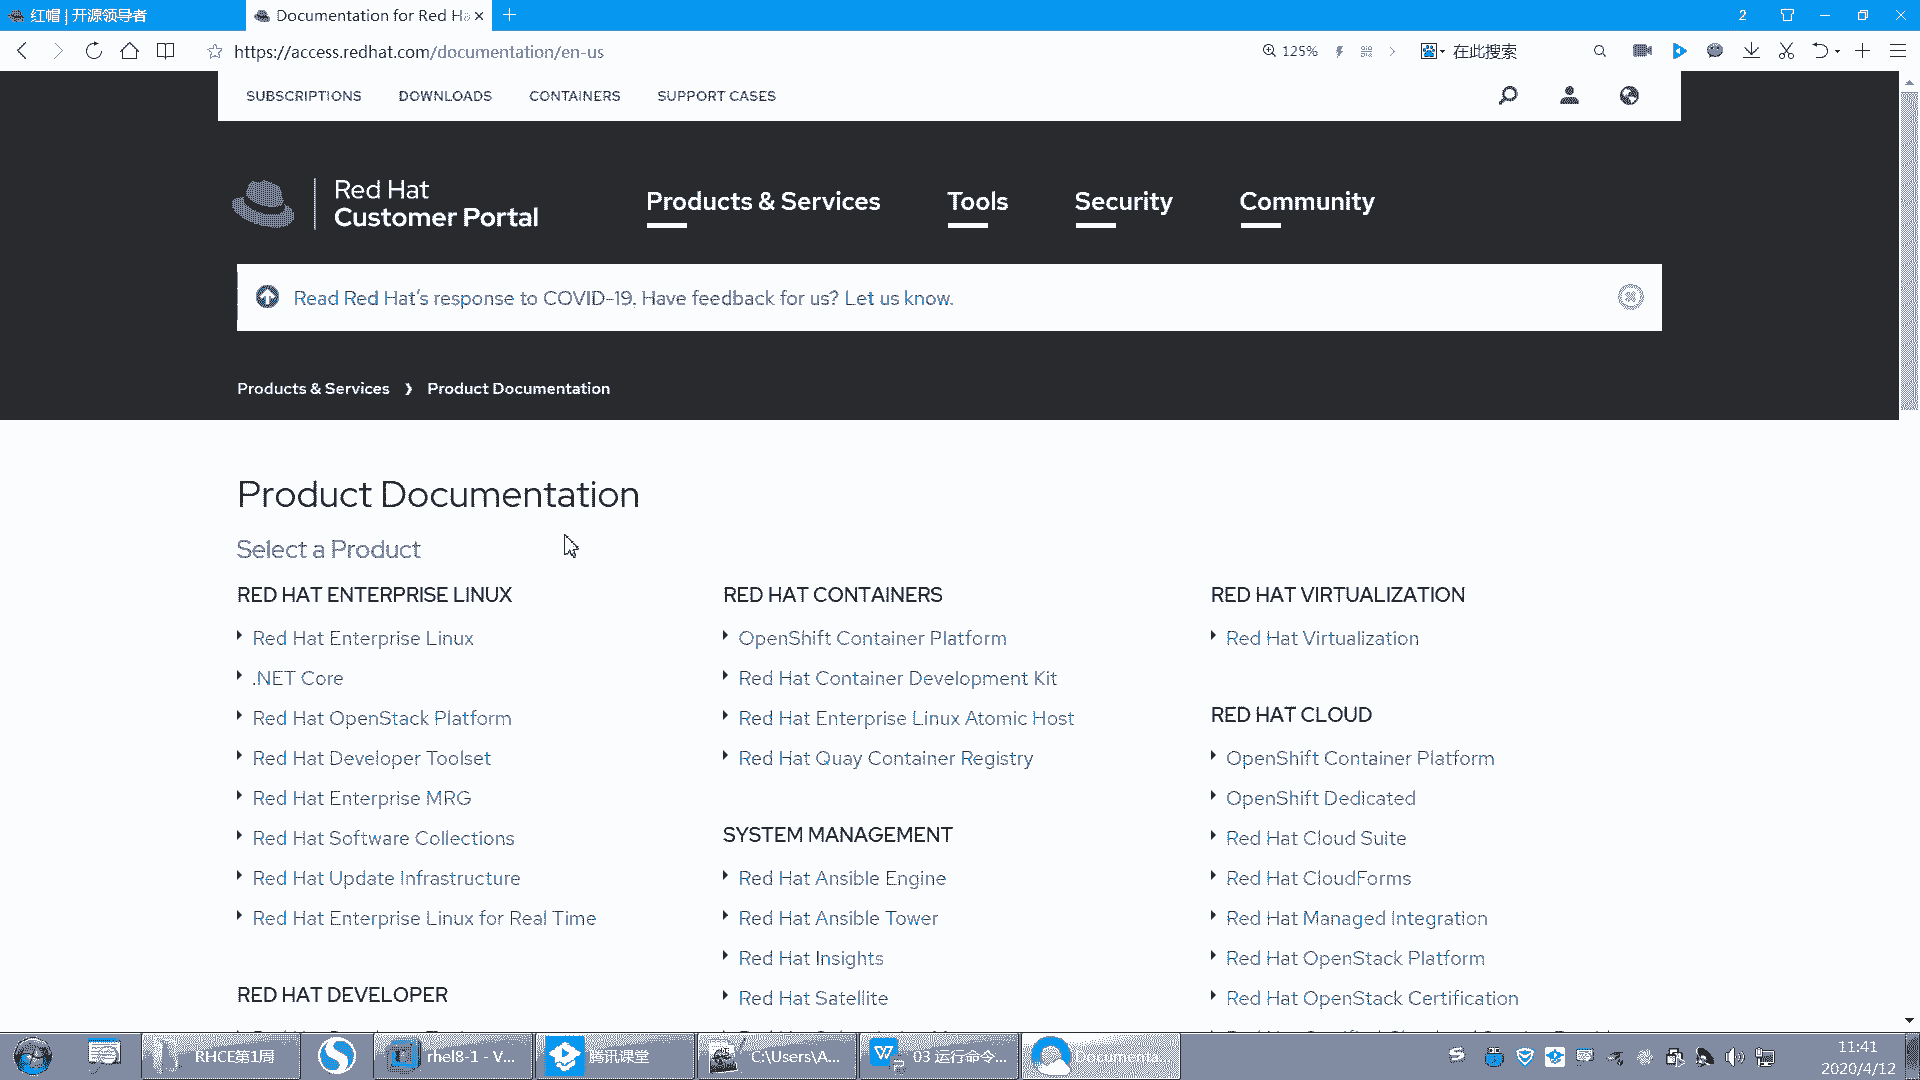 红帽 | 开源领导者
Documentation for Red Ha
2
https://access.redhat.com/documentation/en-us
125%
在此搜索
SUBSCRIPTIONS
DOWNLOADS
CONTAINERS
SUPPORT CASES
Red Hat
Customer Portal
Products & Services
Tools
Security
Community
Read Red Hat's response to COVID-19. Have feedback for us? Let us know.
Products & Services
Product Documentation
Product Documentation
Select a Product
RED HAT ENTERPRISE LINUX
Red Hat Enterprise Linux
.NET Core
Red Hat OpenStack Platform
Red Hat Developer Toolset
Red Hat Enterprise MRG
Red Hat Software Collections
Red Hat Update Infrastructure
Red Hat Enterprise Linux for Real Time
RED HAT DEVELOPER
RED HAT CONTAINERS
OpenShift Container Platform
Red Hat Container Development Kit
Red Hat Enterprise Linux Atomic Host
Red Hat Quay Container Registry
SYSTEM MANAGEMENT
Red Hat Ansible Engine
Red Hat Ansible Tower
Red Hat Insights
Red Hat Satellite
RED HAT VIRTUALIZATION
Red Hat Virtualization
RED HAT CLOUD
OpenShift Container Platform
OpenShift Dedicated
Red Hat Cloud Suite
Red Hat CloudForms
Red Hat Managed Integration
Red Hat OpenStack Platform
Red Hat OpenStack Certification
RHCE第1周
rhel8-1 - V...
腾讯课堂
C:\Users\A...
03 运行命令...
Documenta...
11:41
2020/4/12